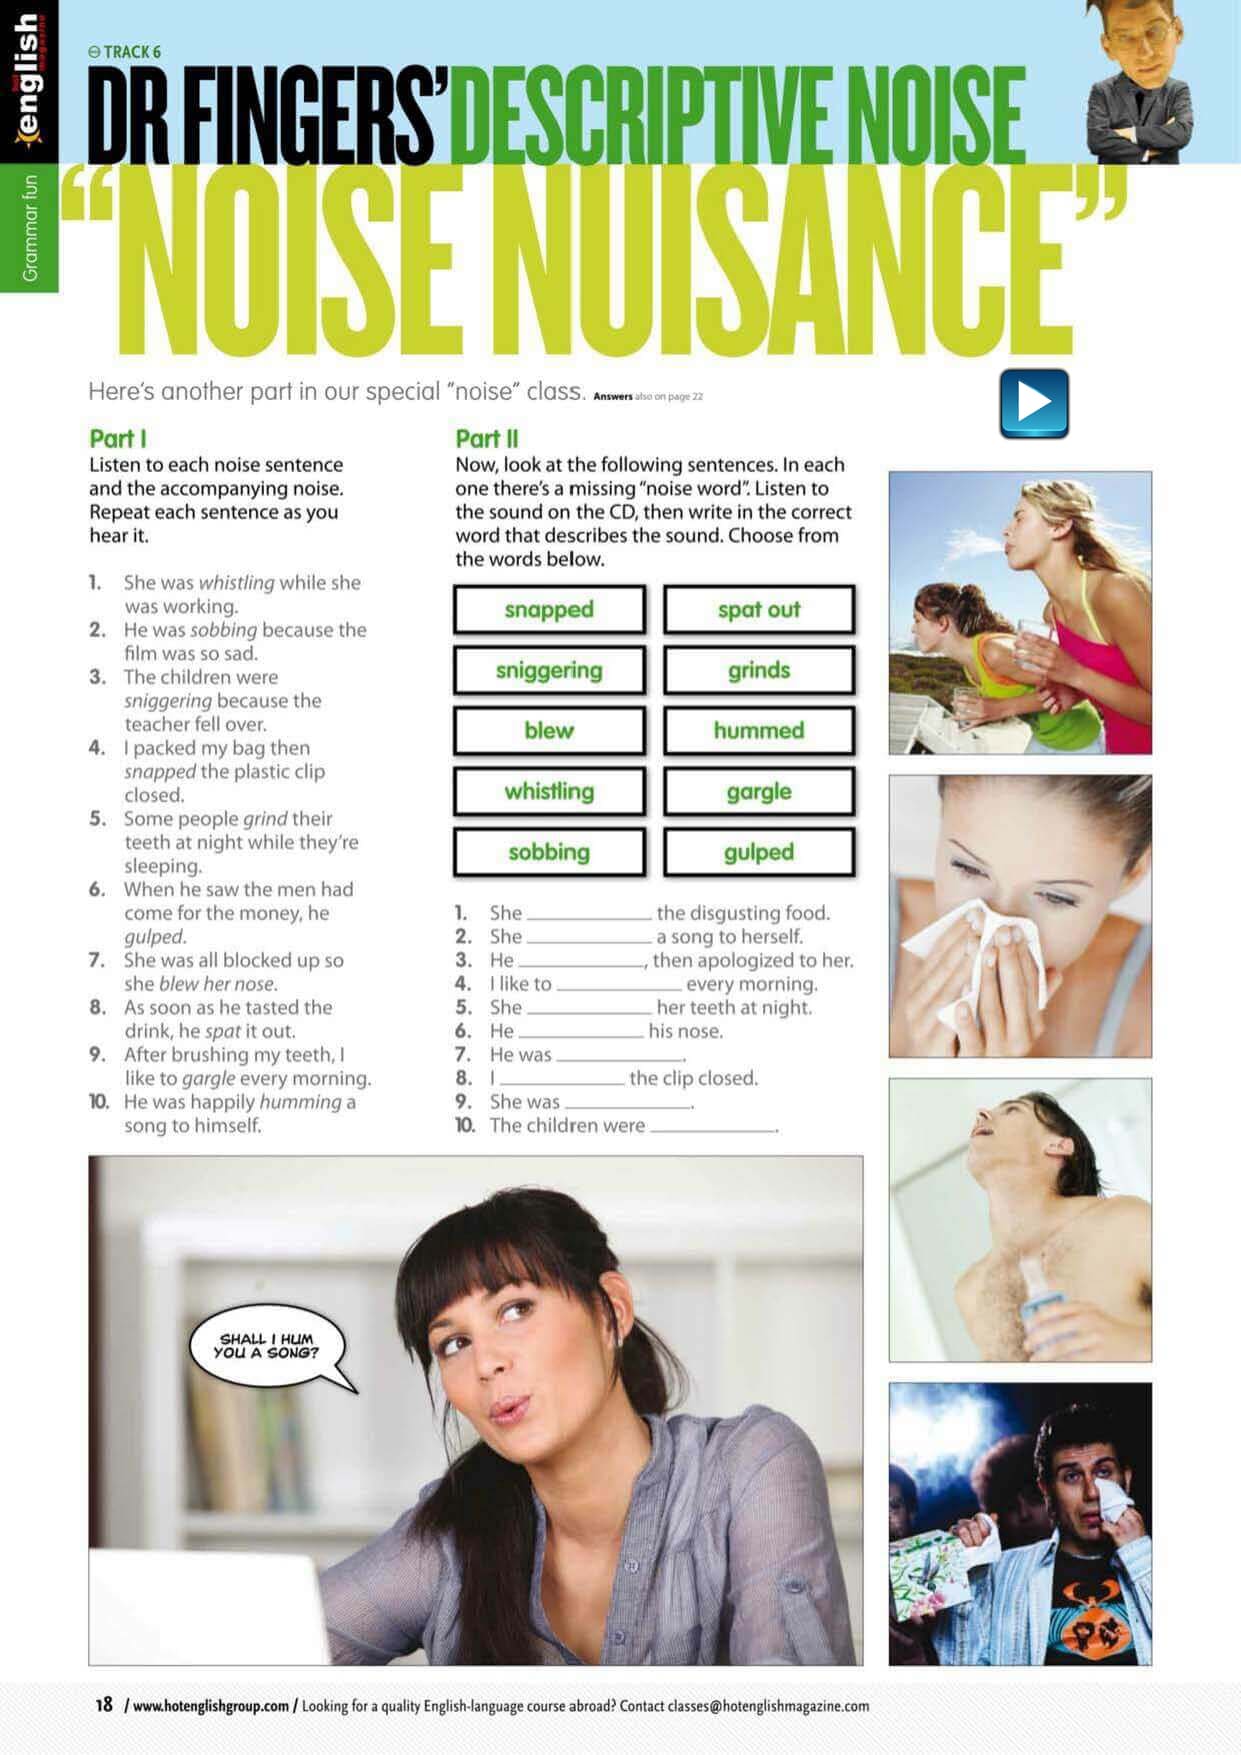 hot english magazine
Grammar fun
TRACK 6
DR FINGERS' DESCRIPTIVE NOISE
"NOISE NUISANCE"
Here's another part in our special "noise" class. Answers also on page 22
Part I
Listen to each noise sentence
and the accompanying noise.
Repeat each sentence as you
hear it.
1. She was whistling while she
was working.
2. He was sobbing because the
film was so sad.
3. The children were
sniggering because the
teacher fell over.
4. I packed my bag then
snapped the plastic clip
closed.
5. Some people grind their
teeth at night while they're
sleeping.
6. When he saw the men had
come for the money, he
gulped.
7. She was all blocked up so
she blew her nose.
8. As soon as he tasted the
drink, he spat it out.
9. After brushing my teeth, I
like to gargle every morning.
10. He was happily humming a
song to himself.
Part II
Now, look at the following sentences. In each
one there's a missing "noise word". Listen to
the sound on the CD, then write in the correct
word that describes the sound. Choose from
the words below.
snapped
spat out
sniggering
grinds
blew
hummed
whistling
gargle
sobbing
gulped
1. She ____________ the disgusting food.
2. She ____________ a song to herself.
3. He ____________, then apologized to her.
4. I like to ____________ every morning.
5. She ____________ her teeth at night.
6. He ____________ his nose.
7. He was ____________.
8. I ____________ the clip closed.
9. She was ____________.
10. The children were ____________.
SHALL I HUM
YOU A SONG?
18 / www.hotenglishgroup.com / Looking for a quality English-language course abroad? Contact classes@hotenglishmagazine.com